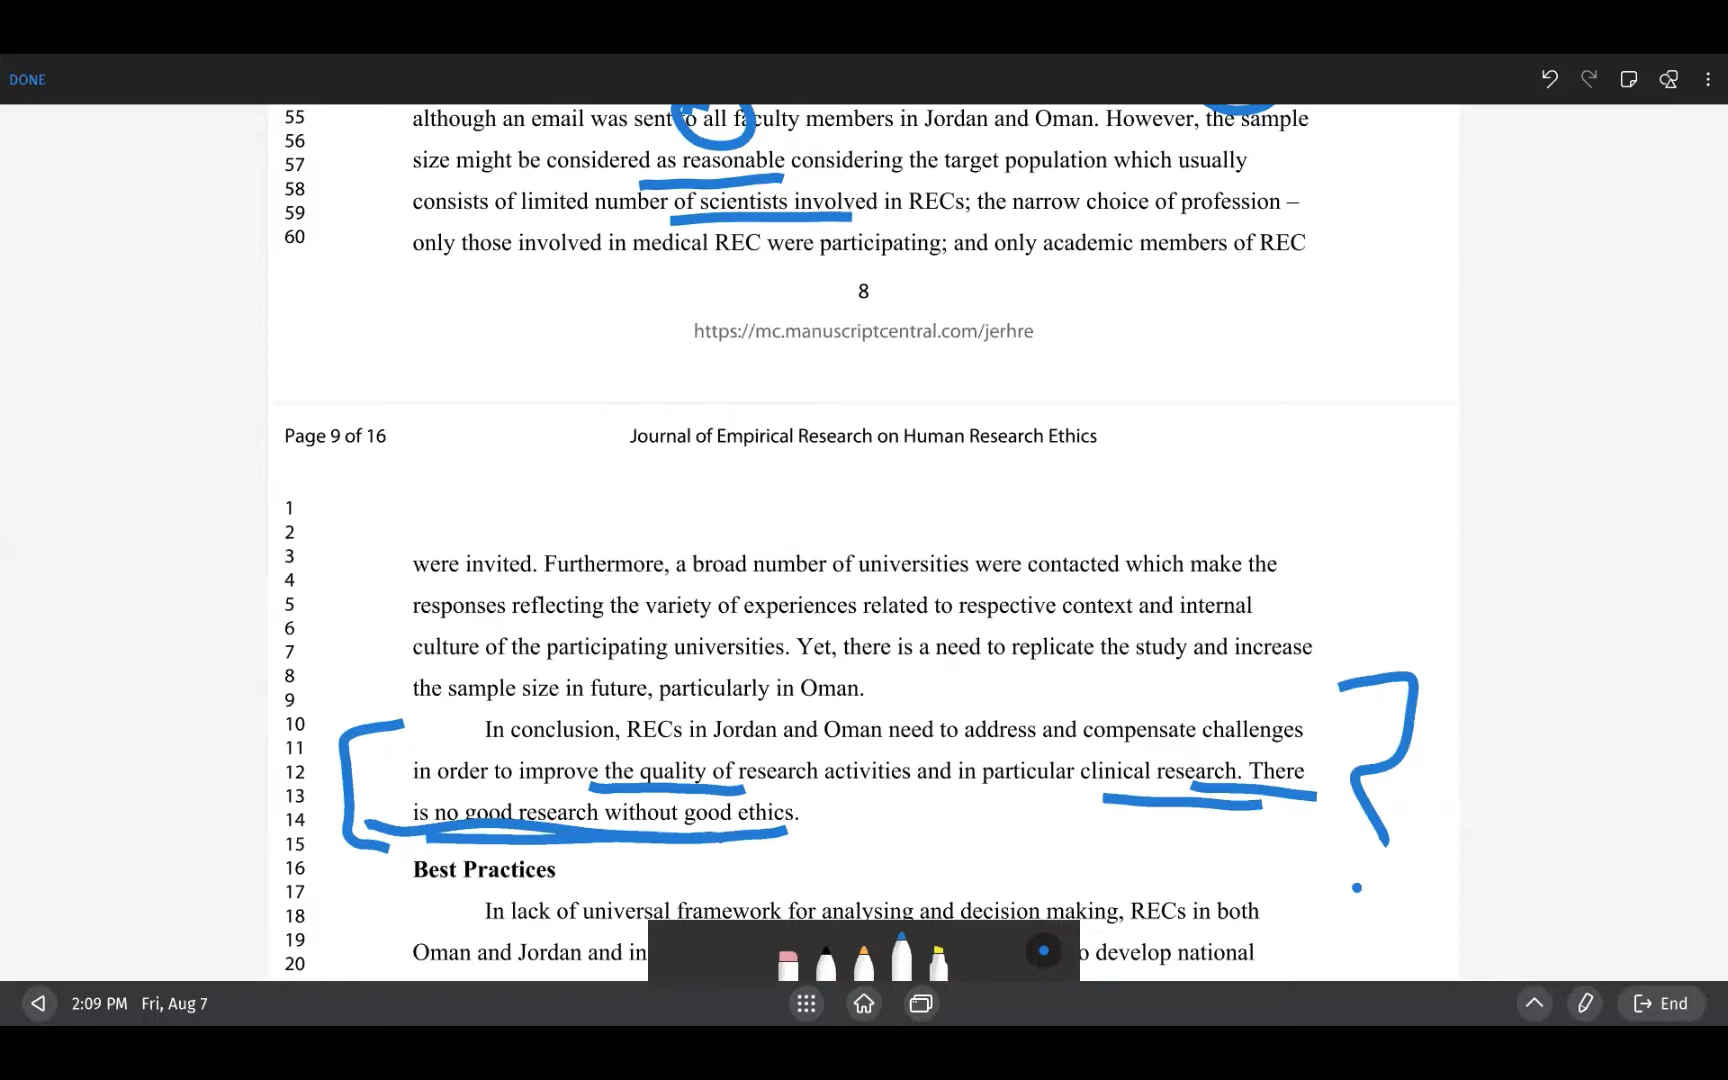 DONE
55 although an email was sent to all faculty members in Jordan and Oman. However, the sample
56
57 size might be considered as reasonable considering the target population which usually
58
59 consists of limited number of scientists involved in RECs; the narrow choice of profession –
60 only those involved in medical REC were participating; and only academic members of REC
8
https://mc.manuscriptcentral.com/jerhre
Page 9 of 16 Journal of Empirical Research on Human Research Ethics
1
2
3 were invited. Furthermore, a broad number of universities were contacted which make the
4
5 responses reflecting the variety of experiences related to respective context and internal
6
7 culture of the participating universities. Yet, there is a need to replicate the study and increase
8
9 the sample size in future, particularly in Oman.
10 In conclusion, RECs in Jordan and Oman need to address and compensate challenges
11
12 in order to improve the quality of research activities and in particular clinical research. There
13
14 is no good research without good ethics.
15
16 Best Practices
17
18 In lack of universal framework for analysing and decision making, RECs in both
19
20 Oman and Jordan and in o develop national
?
2:09 PM Fri, Aug 7 End